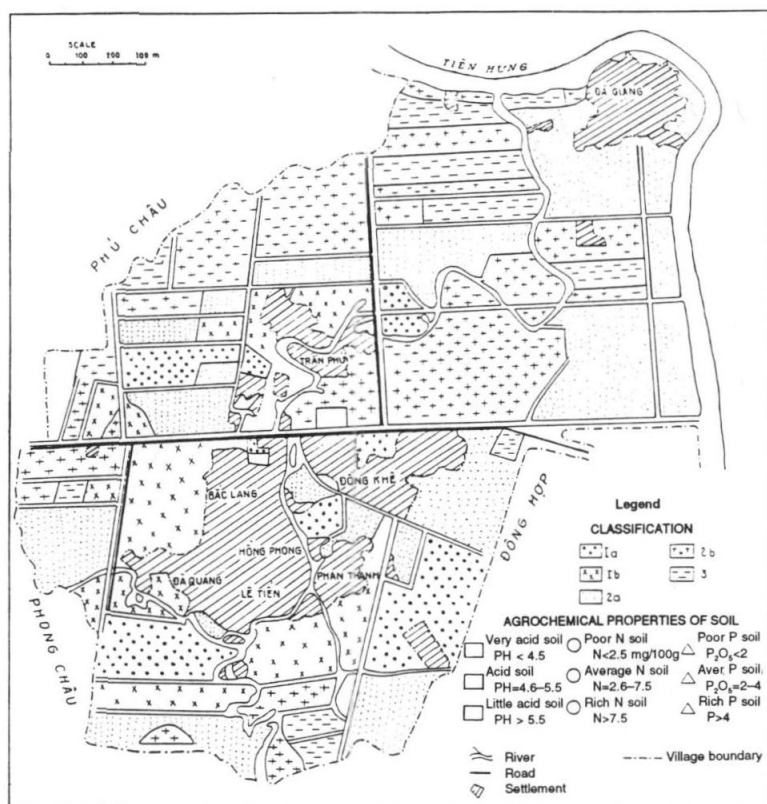 SCALE
0 100 200 300 m
TIÊN HƯNG
ĐÀ GIANG
PHÚ CHÂU
TRẦN PHÚ
BẮC LANG
ĐỒNG KHÊ
HỒNG PHONG
PHAN THANH
ĐÀ QUANG
LÊ TIẾN
PHONG CHÂU
ĐÔNG HỢP
Legend
CLASSIFICATION
1a 2b
1b 3
2a
AGROCHEMICAL PROPERTIES OF SOIL
Very acid soil Poor N soil Poor P soil
PH < 4.5 N<2.5 mg/100g P₂O₅<2
Acid soil Average N soil Aver. P soil
PH=4.6–5.5 N=2.6–7.5 P₂O₅=2–4
Little acid soil Rich N soil Rich P soil
PH > 5.5 N>7.5 P>4
River Village boundary
Road
Settlement